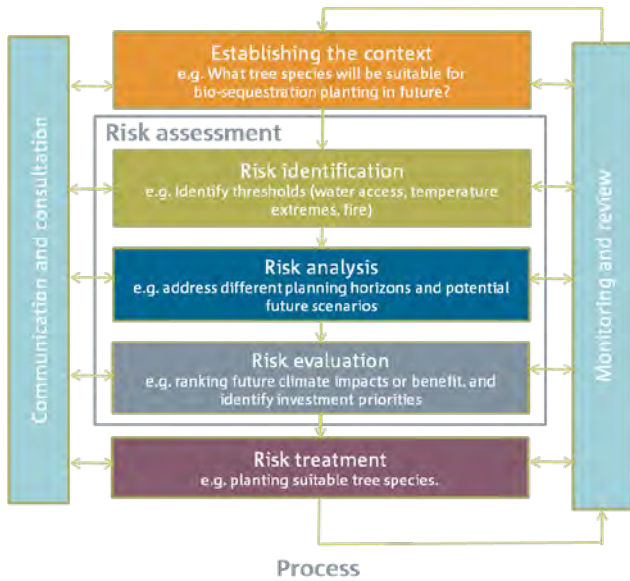 Establishing the context
e.g. What tree species will be suitable for
bio-sequestration planting in future?
Risk assessment
Risk identification
e.g. Identify thresholds (water access, temperature
extremes, fire)
Risk analysis
e.g. address different planning horizons and potential
future scenarios
Risk evaluation
e.g. ranking future climate impacts or benefit, and
identify investment priorities
Risk treatment
e.g. planting suitable tree species.
Communication and consultation
Monitoring and review
Process